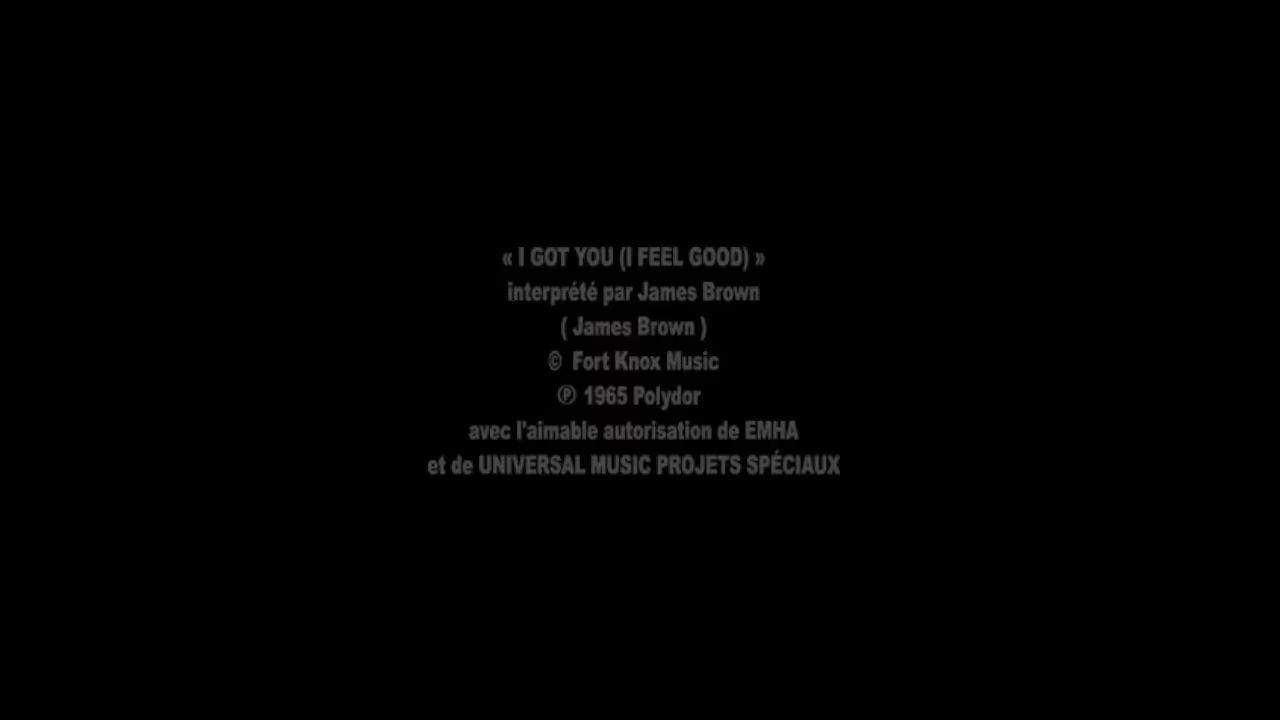 « I GOT YOU (I FEEL GOOD) »
interprété par James Brown
( James Brown )
© Fort Knox Music
℗ 1965 Polydor
avec l'aimable autorisation de EMHA
et de UNIVERSAL MUSIC PROJETS SPÉCIAUX